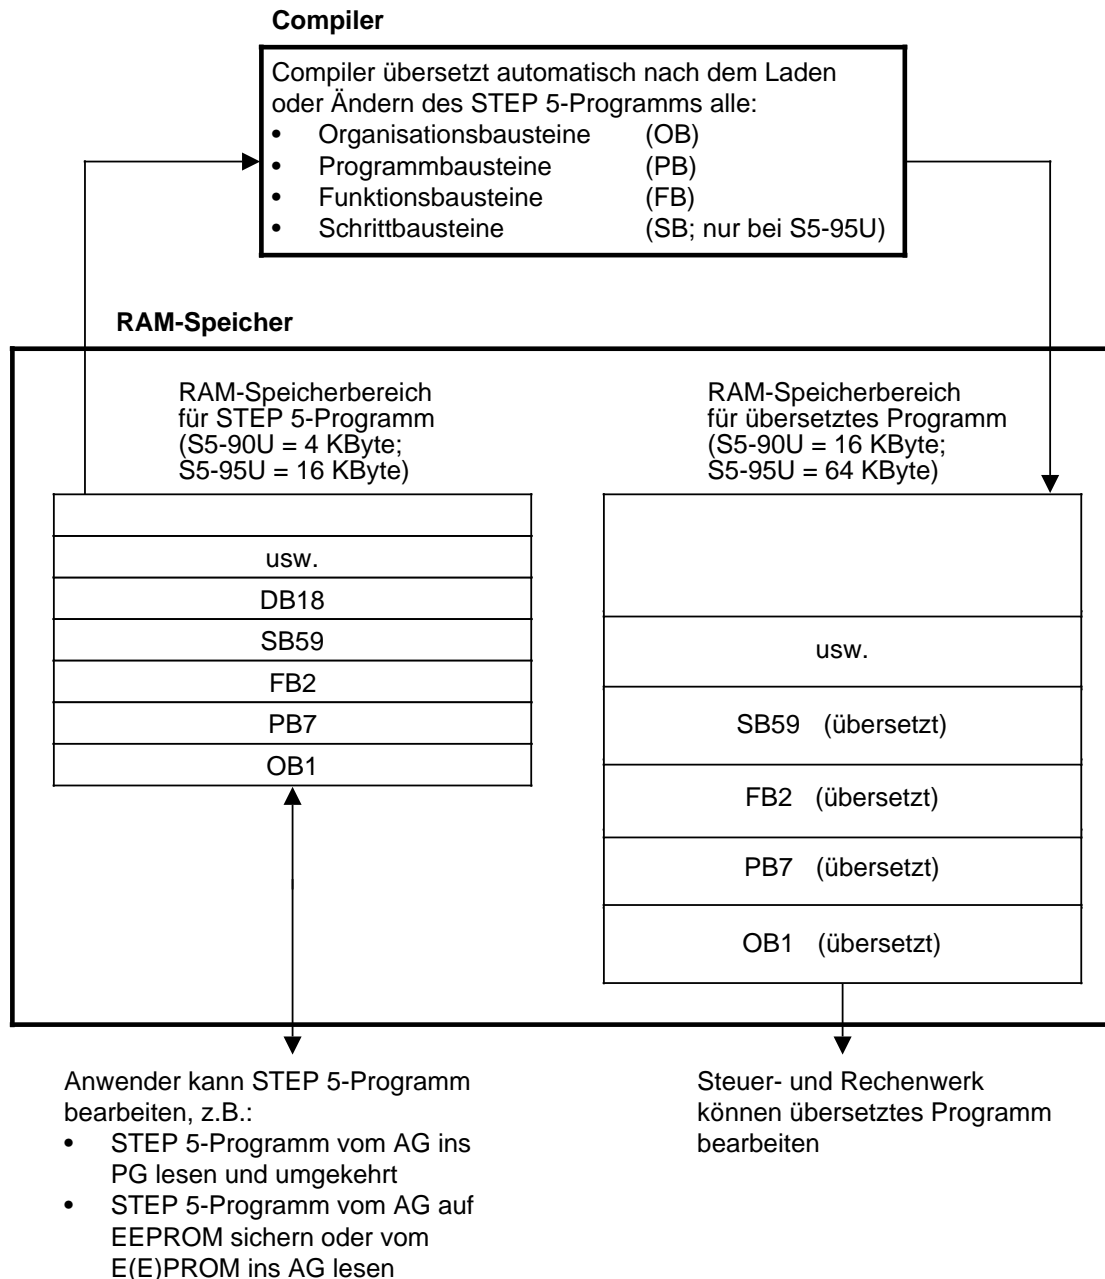 Compiler
Compiler übersetzt automatisch nach dem Laden
oder Ändern des STEP 5-Programms alle:
• Organisationsbausteine (OB)
• Programmbausteine (PB)
• Funktionsbausteine (FB)
• Schrittbausteine (SB; nur bei S5-95U)
RAM-Speicher
RAM-Speicherbereich
für STEP 5-Programm
(S5-90U = 4 KByte;
S5-95U = 16 KByte)
usw.
DB18
SB59
FB2
PB7
OB1
RAM-Speicherbereich
für übersetztes Programm
(S5-90U = 16 KByte;
S5-95U = 64 KByte)
usw.
SB59 (übersetzt)
FB2 (übersetzt)
PB7 (übersetzt)
OB1 (übersetzt)
Anwender kann STEP 5-Programm
bearbeiten, z.B.:
• STEP 5-Programm vom AG ins
PG lesen und umgekehrt
• STEP 5-Programm vom AG auf
EEPROM sichern oder vom
E(E)PROM ins AG lesen
Steuer- und Rechenwerk
können übersetztes Programm
bearbeiten